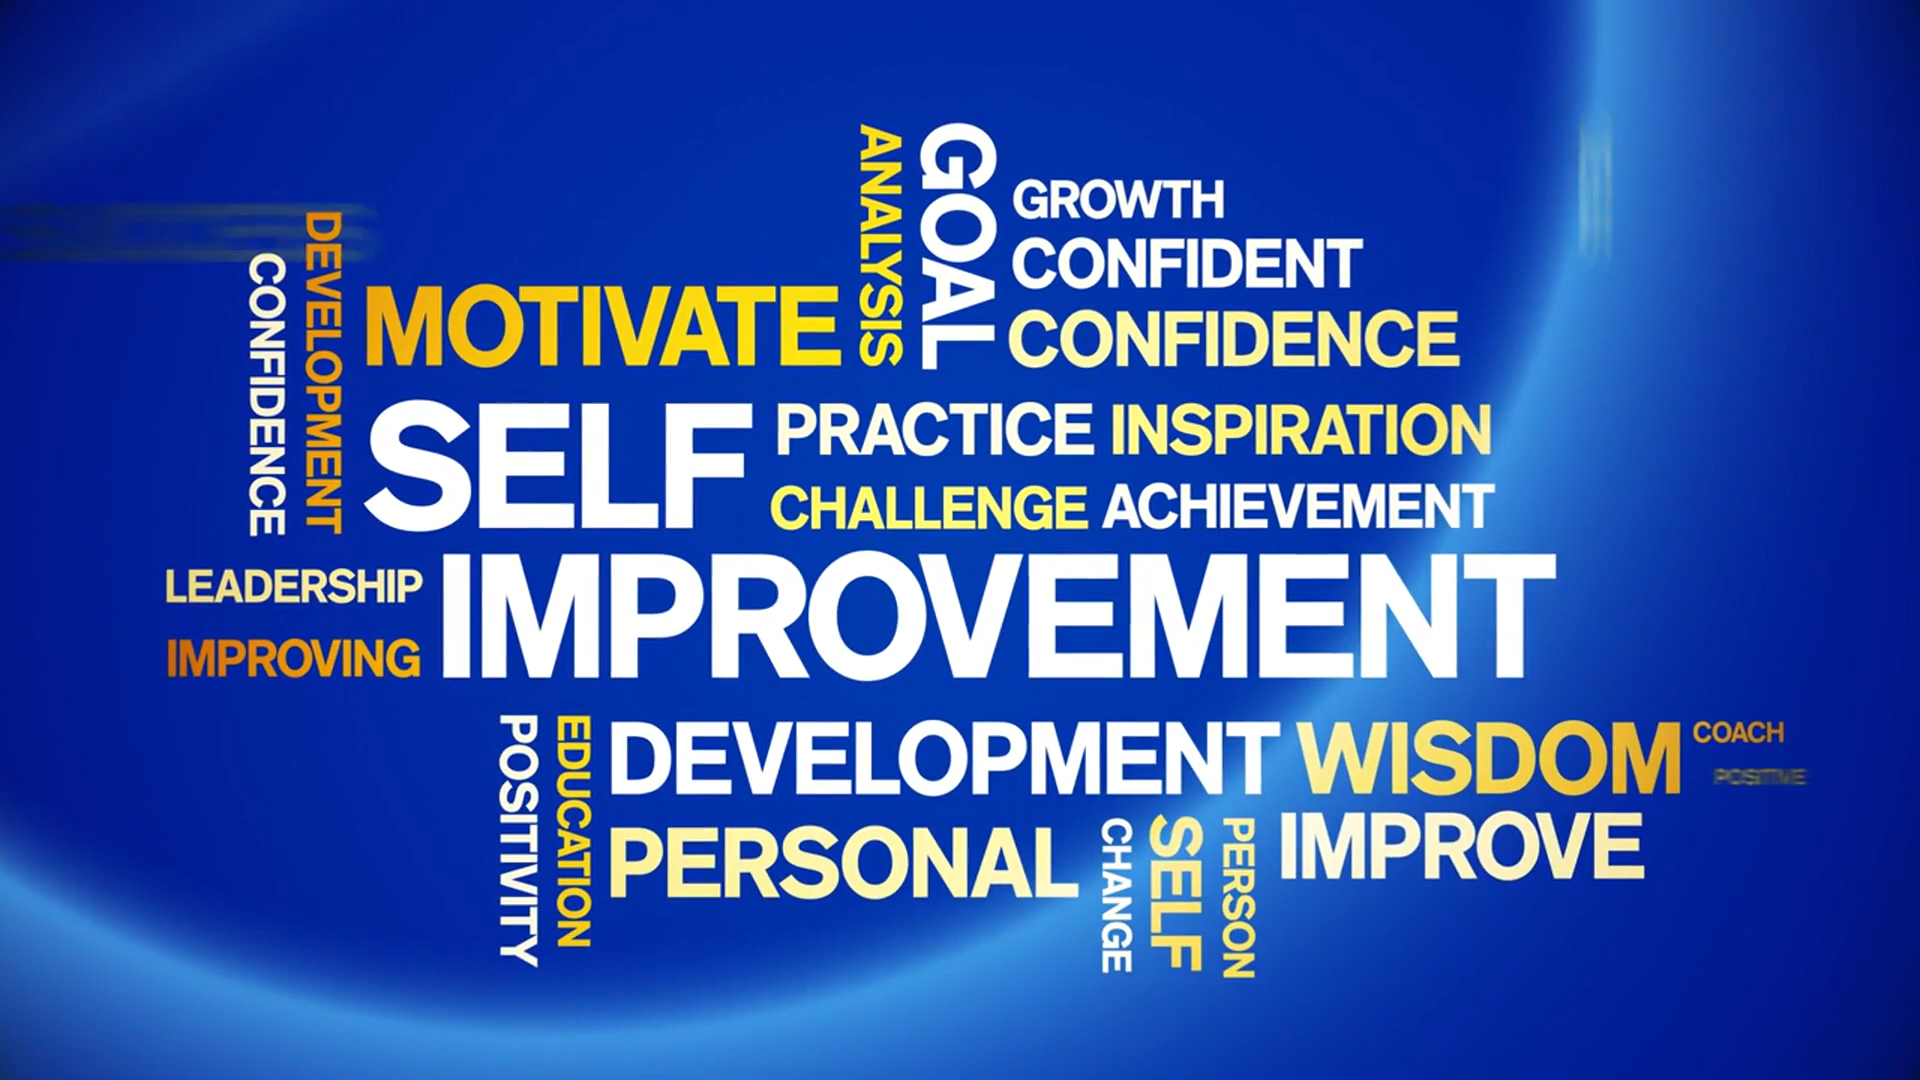 ANALYSIS
GOAL
GROWTH
CONFIDENT
CONFIDENCE
CONFIDENCE
DEVELOPMENT
MOTIVATE
SELF
PRACTICE INSPIRATION
CHALLENGE ACHIEVEMENT
LEADERSHIP
IMPROVING
IMPROVEMENT
POSITIVITY
EDUCATION
DEVELOPMENT WISDOM COACH
POSITIVE
PERSONAL
CHANGE
SELF
PERSON
IMPROVE